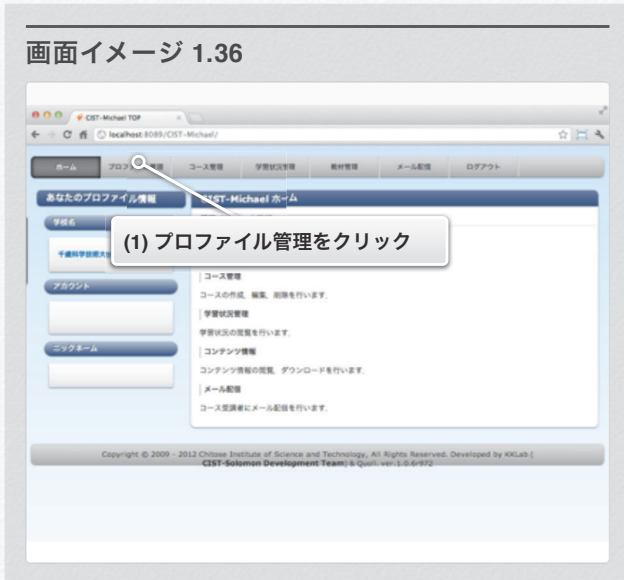 画面イメージ 1.36
CIST-Michael TOP
localhost:8089/CIST-Michael/
ホーム
コース管理
学習状況管理
教材管理
メール配信
ログアウト
あなたのプロファイル情報
CIST-Michael ホーム
学校名
(1) プロファイル管理をクリック
コース管理
アカウント
コースの作成、編集、削除を行います.
学習状況管理
学習状況の閲覧を行います.
ニックネーム
コンテンツ情報
コンテンツ情報の閲覧、ダウンロードを行います.
メール配信
コース受講者にメール配信を行います.
Copyright © 2009 - 2012 Chitose Institute of Science and Technology, All Rights Reserved. Developed by KKLab (
CIST-Solomon Development Team) & Quoll. ver.1.0.6r972